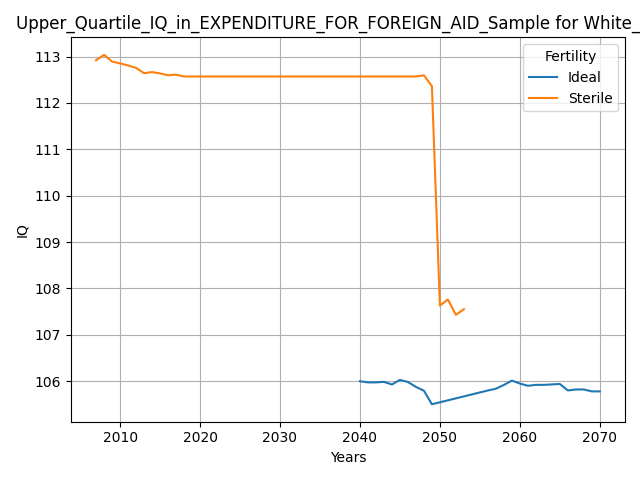 Upper_Quartile_IQ_in_EXPENDITURE_FOR_FOREIGN_AID_Sample for White_
Fertility
Ideal
Sterile
113
112
111
110
109
108
107
106
IQ
2010 2020 2030 2040 2050 2060 2070
Years